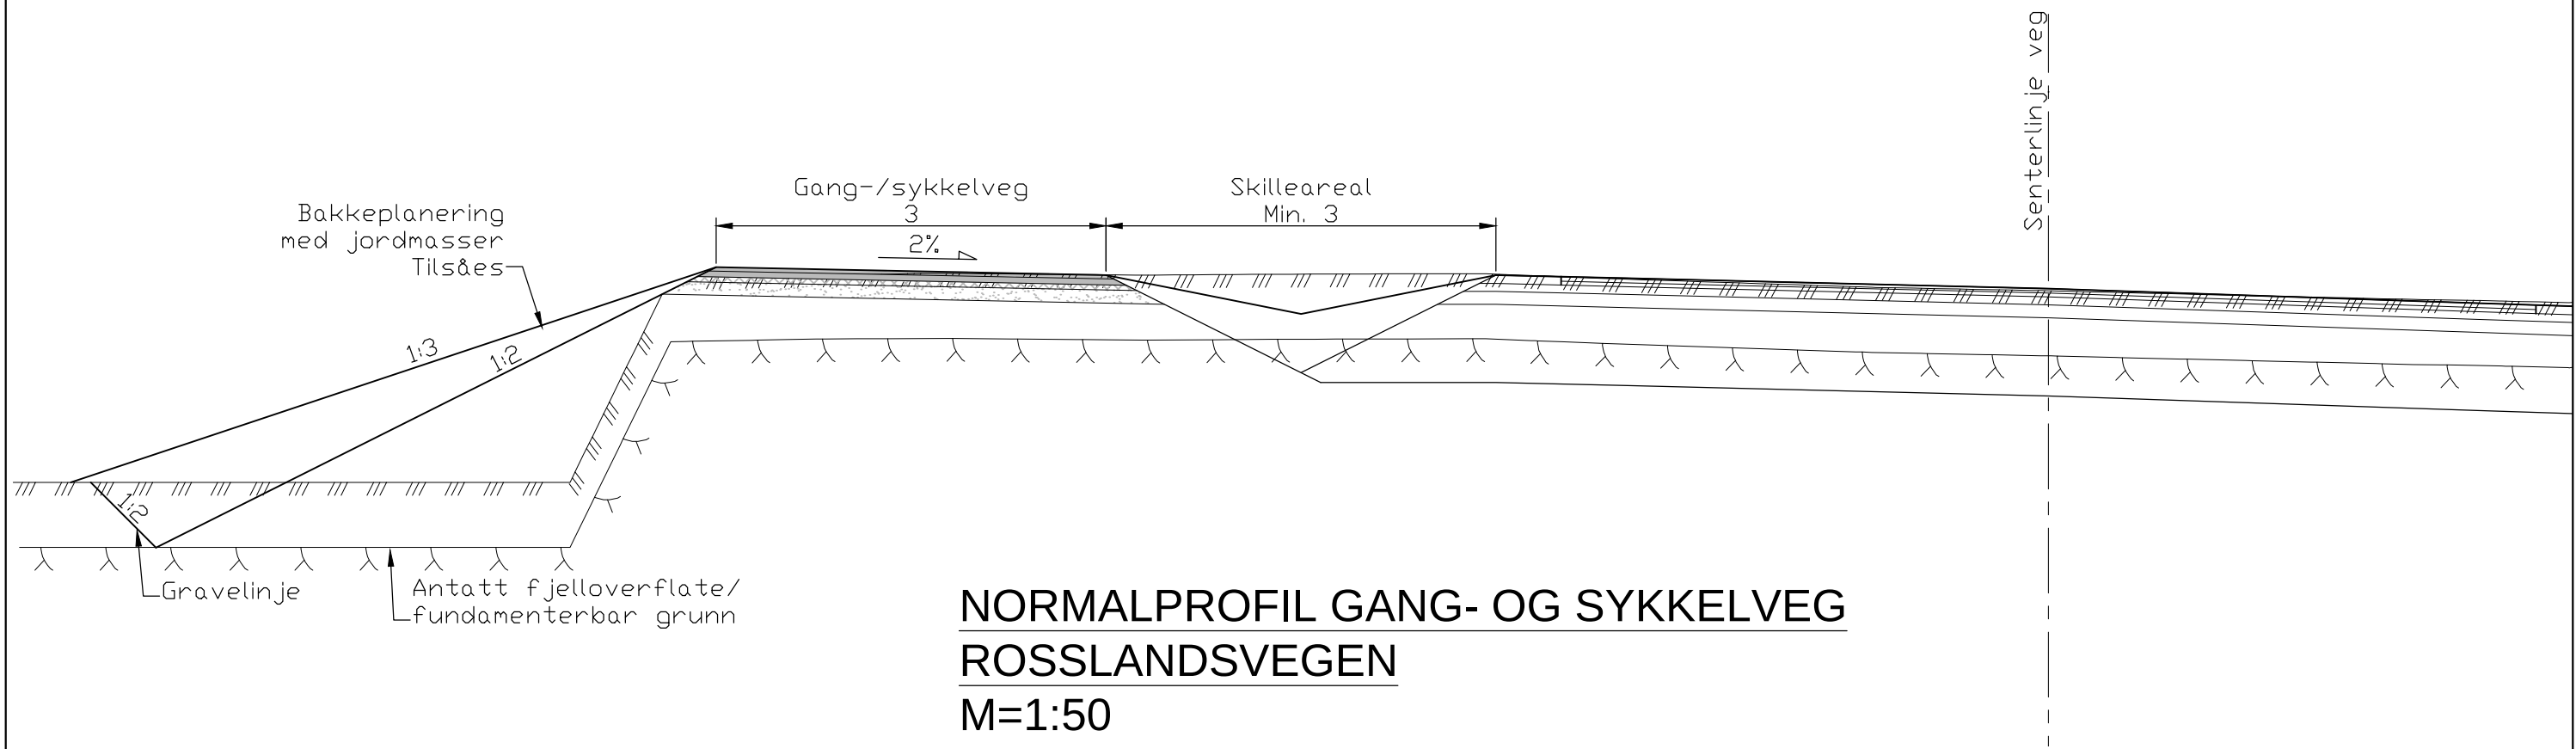 Senterlinje veg
Gang-/sykkelveg
3
2%
Skilleareal
Min. 3
Bakkeplanering
med jordmasser
Tilsåes
1:3
1:2
1:2
Gravelinje
Antatt fjelloverflate/
fundamenterbar grunn
NORMALPROFIL GANG- OG SYKKELVEG
ROSSLANDSVEGEN
M=1:50